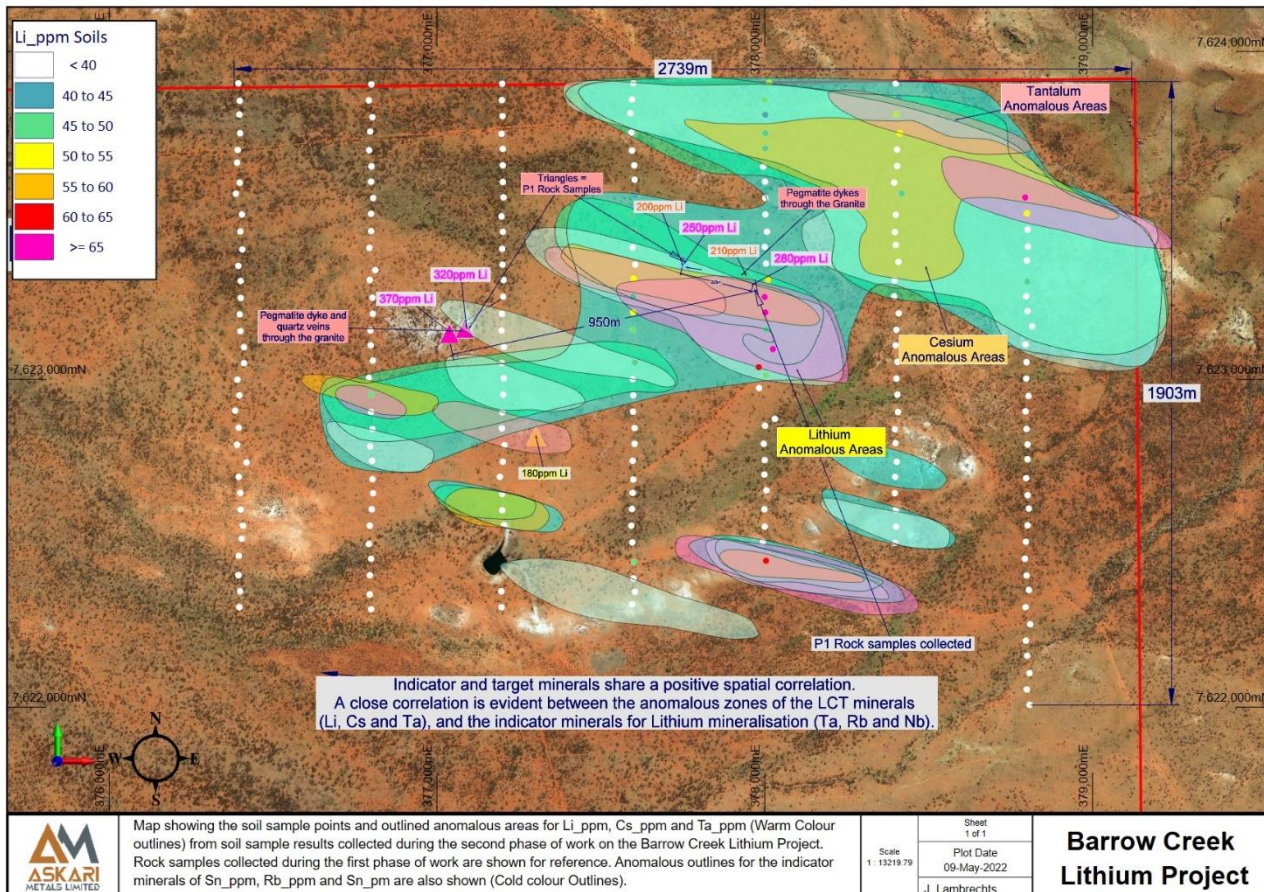 Li_ppm Soils
< 40
40 to 45
45 to 50
50 to 55
55 to 60
60 to 65
>= 65
377,000mE
378,000mE
379,000mE
7,624,000mN
2739m
Tantalum
Anomalous Areas
Triangles =
P1 Rock Samples
Pegmatite dykes
through the Granite
200ppm Li
250ppm Li
210ppm Li
280ppm Li
320ppm Li
370ppm Li
Pegmatite dyke and
quartz veins
through the granite
950m
Cesium
Anomalous Areas
7,623,000mN
7,623,000mN
1903m
Lithium
Anomalous Areas
180ppm Li
P1 Rock samples collected
7,622,000mN
7,622,000mN
Indicator and target minerals share a positive spatial correlation.
A close correlation is evident between the anomalous zones of the LCT minerals
(Li, Cs and Ta), and the indicator minerals for Lithium mineralisation (Ta, Rb and Nb).
N
W
E
S
376,000mE
377,000mE
378,000mE
379,000mE
AM
ASKARI
METALS LIMITED
Map showing the soil sample points and outlined anomalous areas for Li_ppm, Cs_ppm and Ta_ppm (Warm Colour
outlines) from soil sample results collected during the second phase of work on the Barrow Creek Lithium Project.
Rock samples collected during the first phase of work are shown for reference. Anomalous outlines for the indicator
minerals of Sn_ppm, Rb_ppm and Sn_pm are also shown (Cold colour Outlines).
Scale
1 : 13219.79
Sheet
1 of 1
Plot Date
09-May-2022
J. Lambrechts
Barrow Creek
Lithium Project